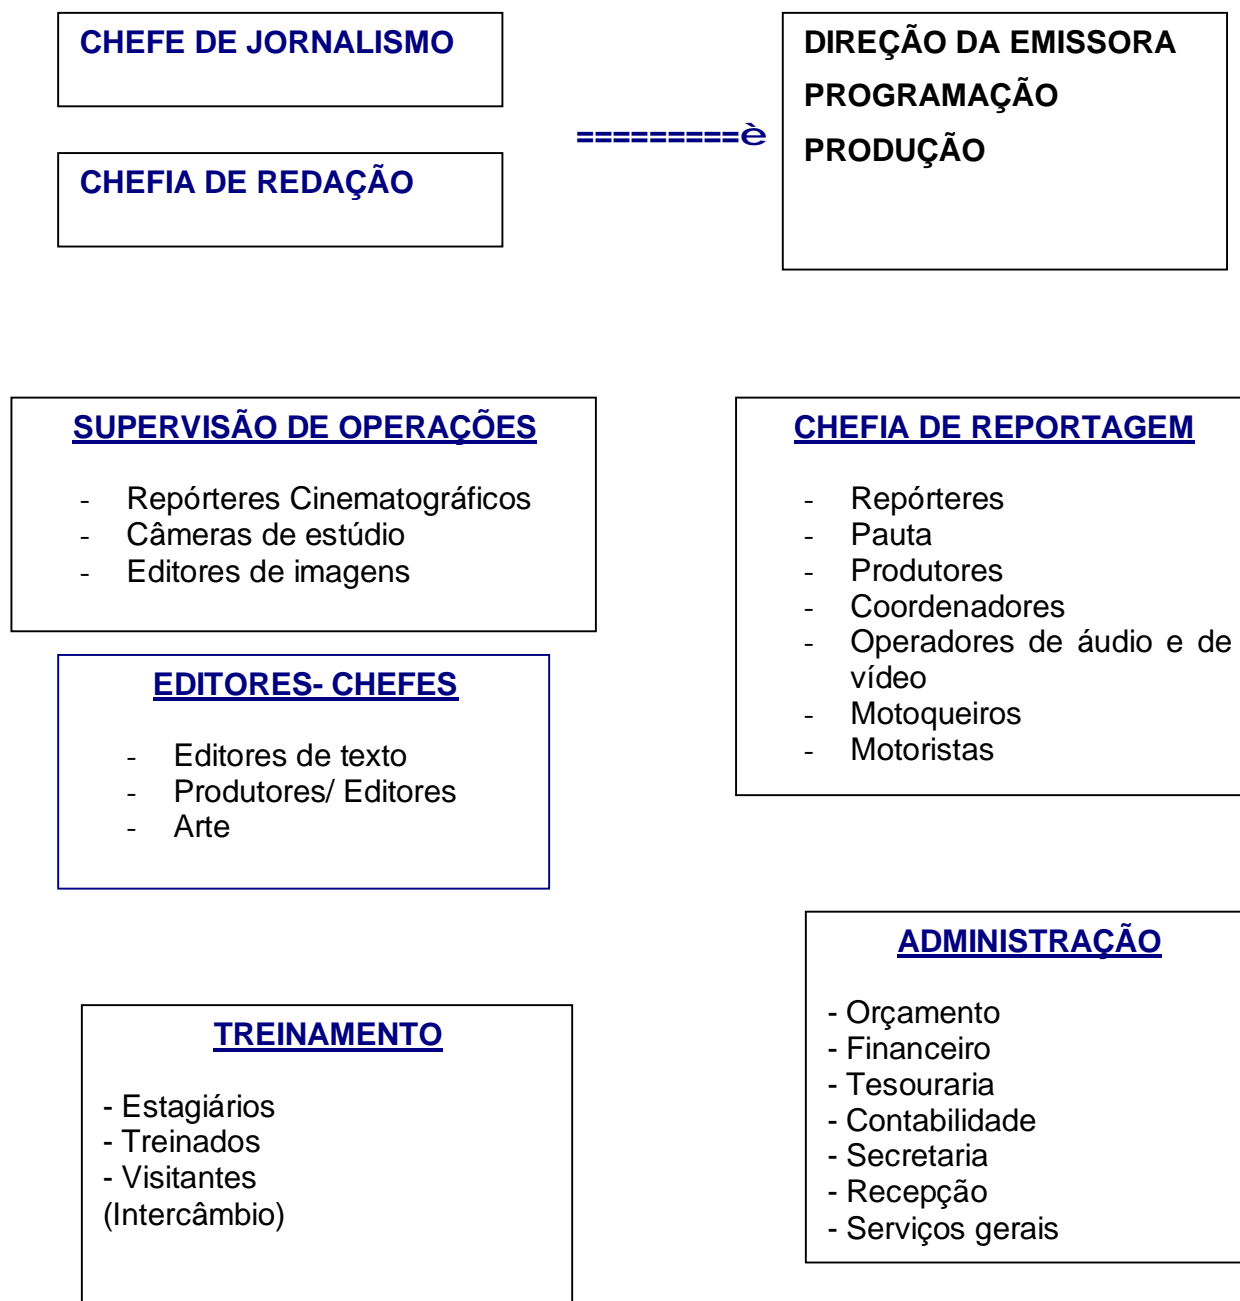 CHEFE DE JORNALISMO
CHEFIA DE REDAÇÃO
=========è
DIREÇÃO DA EMISSORA
PROGRAMAÇÃO
PRODUÇÃO
SUPERVISÃO DE OPERAÇÕES
- Repórteres Cinematográficos
- Câmeras de estúdio
- Editores de imagens
CHEFIA DE REPORTAGEM
- Repórteres
- Pauta
- Produtores
- Coordenadores
- Operadores de áudio e de
vídeo
- Motoqueiros
- Motoristas
EDITORES- CHEFES
- Editores de texto
- Produtores/ Editores
- Arte
ADMINISTRAÇÃO
- Orçamento
- Financeiro
- Tesouraria
- Contabilidade
- Secretaria
- Recepção
- Serviços gerais
TREINAMENTO
- Estagiários
- Treinados
- Visitantes
(Intercâmbio)